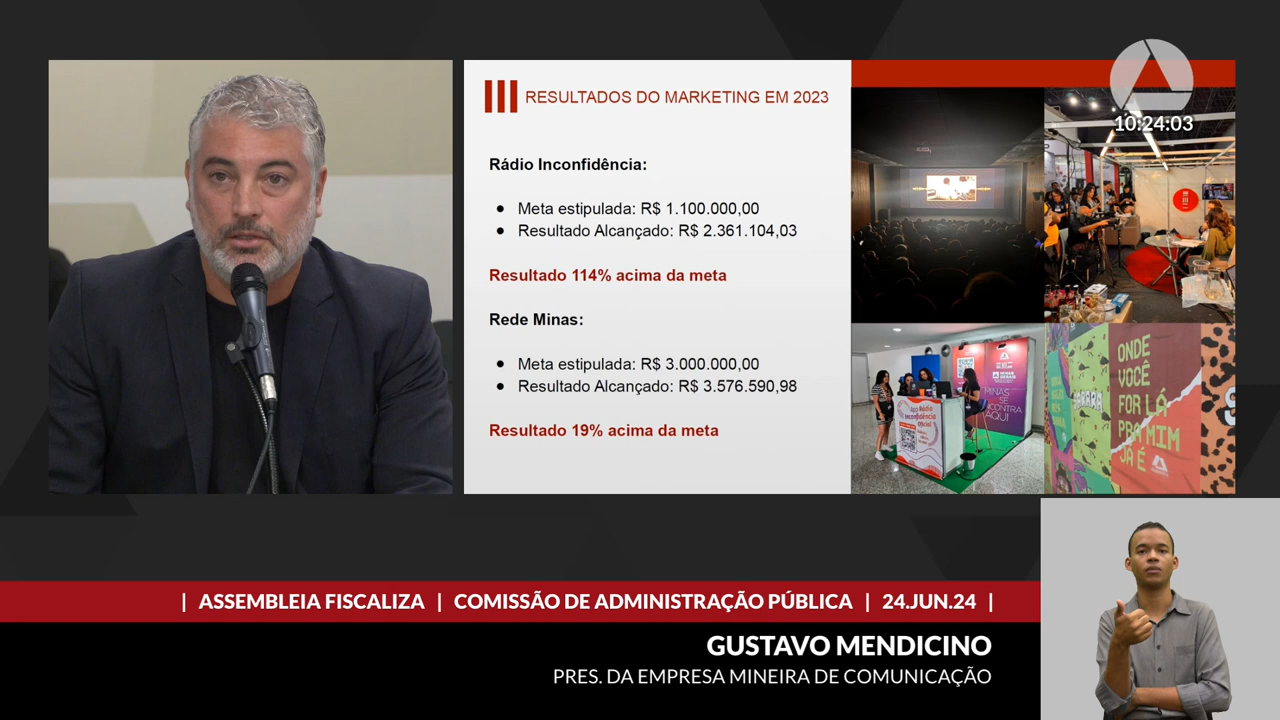 RESULTADOS DO MARKETING EM 2023
10:24:03
Rádio Inconfidência:
• Meta estipulada: R$ 1.100.000,00
• Resultado Alcançado: R$ 2.361.104,03
Resultado 114% acima da meta
Rede Minas:
• Meta estipulada: R$ 3.000.000,00
• Resultado Alcançado: R$ 3.576.590,98
Resultado 19% acima da meta
MINAS GERAIS
MINAS
SE
ENCONTRA
AQUI
ONDE
VOCÊ
FOR LÁ
PRA MIM
JÁ É
| ASSEMBLEIA FISCALIZA | COMISSÃO DE ADMINISTRAÇÃO PÚBLICA | 24.JUN.24 |
GUSTAVO MENDICINO
PRES. DA EMPRESA MINEIRA DE COMUNICAÇÃO